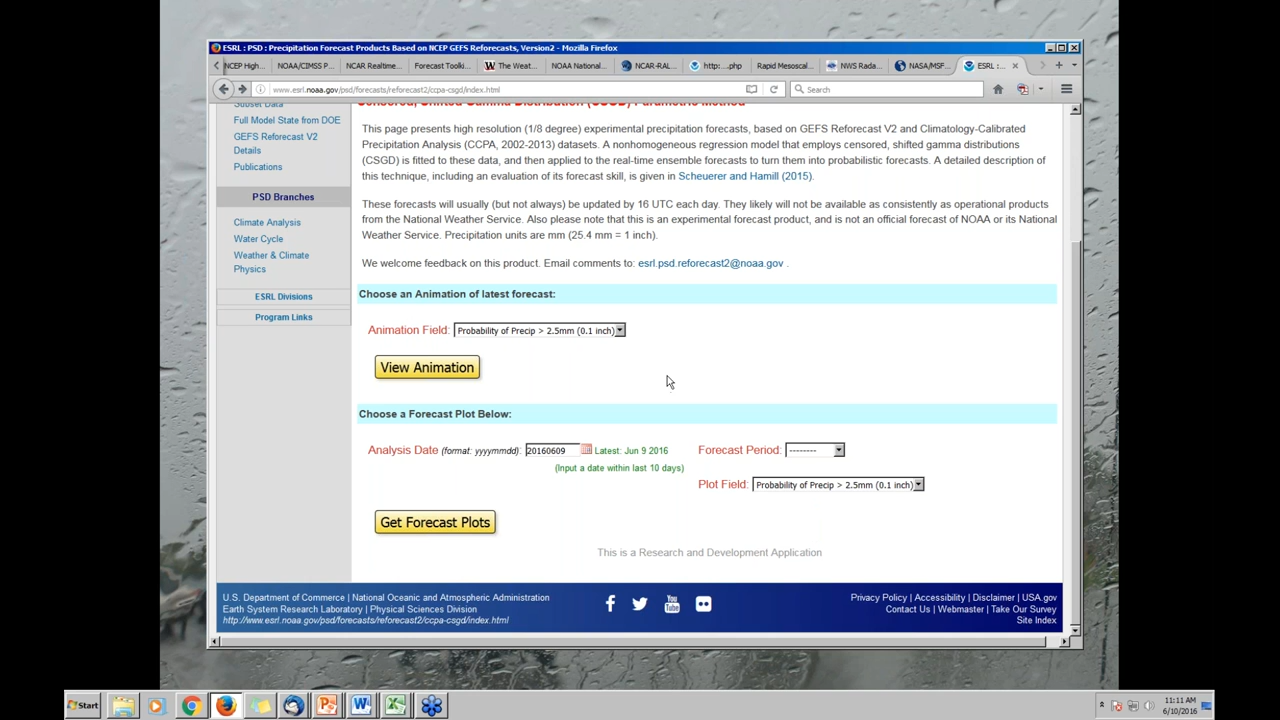 ESRL : PSD : Precipitation Forecast Products Based on NCEP GEFS Reforecasts, Version2 - Mozilla Firefox
NCEP High... NOAA/CIMSS P... NCAR Realtime... Forecast Toolki... The Weat... NOAA National... NCAR-RAL... http:...php Rapid Mesoscal... NWS Rada... NASA/MSF... ESRL :...
www.esrl.noaa.gov/psd/forecasts/reforecast2/ccpa-csgd/index.html
Search
Subset Data
Full Model State from DOE
GEFS Reforecast V2
Details
Publications
PSD Branches
Climate Analysis
Water Cycle
Weather & Climate
Physics
ESRL Divisions
Program Links
Censored, Shifted Gamma Distribution (CSGD) Parametric Method
This page presents high resolution (1/8 degree) experimental precipitation forecasts, based on GEFS Reforecast V2 and Climatology-Calibrated
Precipitation Analysis (CCPA, 2002-2013) datasets. A nonhomogeneous regression model that employs censored, shifted gamma distributions
(CSGD) is fitted to these data, and then applied to the real-time ensemble forecasts to turn them into probabilistic forecasts. A detailed description of
this technique, including an evaluation of its forecast skill, is given in Scheuerer and Hamill (2015).
These forecasts will usually (but not always) be updated by 16 UTC each day. They likely will not be available as consistently as operational products
from the National Weather Service. Also please note that this is an experimental forecast product, and is not an official forecast of NOAA or its National
Weather Service. Precipitation units are mm (25.4 mm = 1 inch).
We welcome feedback on this product. Email comments to: esrl.psd.reforecast2@noaa.gov .
Choose an Animation of latest forecast:
Animation Field: Probability of Precip > 2.5mm (0.1 inch)
View Animation
Choose a Forecast Plot Below:
Analysis Date (format: yyyymmdd): 20160609 Latest: Jun 9 2016 Forecast Period: --------
(Input a date within last 10 days)
Plot Field: Probability of Precip > 2.5mm (0.1 inch)
Get Forecast Plots
This is a Research and Development Application
U.S. Department of Commerce | National Oceanic and Atmospheric Administration
Earth System Research Laboratory | Physical Sciences Division
http://www.esrl.noaa.gov/psd/forecasts/reforecast2/ccpa-csgd/index.html
You
Tube
Privacy Policy | Accessibility | Disclaimer | USA.gov
Contact Us | Webmaster | Take Our Survey
Site Index
Start
11:11 AM
6/10/2016